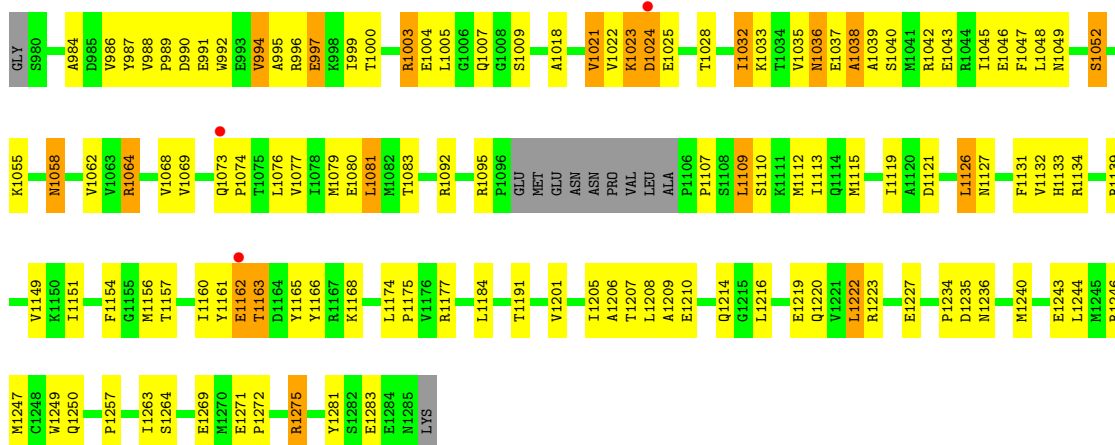 GLY S980 A984 D985 V986 Y987 V988 P989 D990 E991 W992 E993 V994 A995 R996 E997 K998 I999 T1000 R1003 E1004 L1005 G1006 Q1007 G1008 S1009 A1018 V1021 V1022 K1023 D1024 E1025 T1028 I1032 K1033 T1034 V1035 N1036 E1037 A1038 A1039 S1040 M1041 R1042 E1043 R1044 I1045 E1046 F1047 L1048 N1049 S1052
K1055 N1058 V1062 V1063 R1064 V1068 V1069 Q1073 P1074 T1075 L1076 V1077 I1078 M1079 E1080 L1081 M1082 T1083 R1092 R1095 P1096 GLU MET GLU ASN ASN PRO VAL LEU ALA P1106 P1107 S1108 L1109 S1110 K1111 M1112 I1113 Q1114 M1115 I1119 A1120 D1121 L1126 N1127 F1131 V1132 H1133 R1134
V1149 K1150 I1151 F1154 G1155 M1156 T1157 I1160 Y1161 E1162 T1163 D1164 Y1165 Y1166 R1167 K1168 L1174 P1175 V1176 R1177 L1184 T1191 V1201 I1205 A1206 T1207 L1208 A1209 E1210 Q1214 G1215 L1216 E1219 Q1220 V1221 L1222 R1223 E1227 P1234 D1235 N1236 M1240 E1243 L1244 M1245
M1247 C1248 W1249 Q1250 P1257 I1263 S1264 E1269 M1270 E1271 P1272 R1275 Y1281 S1282 E1283 E1284 N1285 LYS